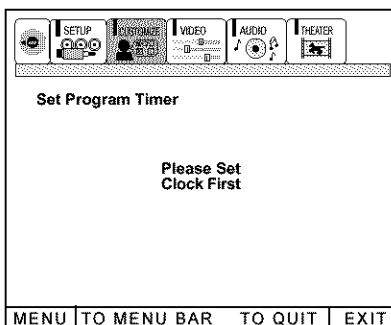 SETUP CUSTOMIZE VIDEO AUDIO THEATER
Set Program Timer
Please Set
Clock First
MENU TO MENU BAR TO QUIT EXIT